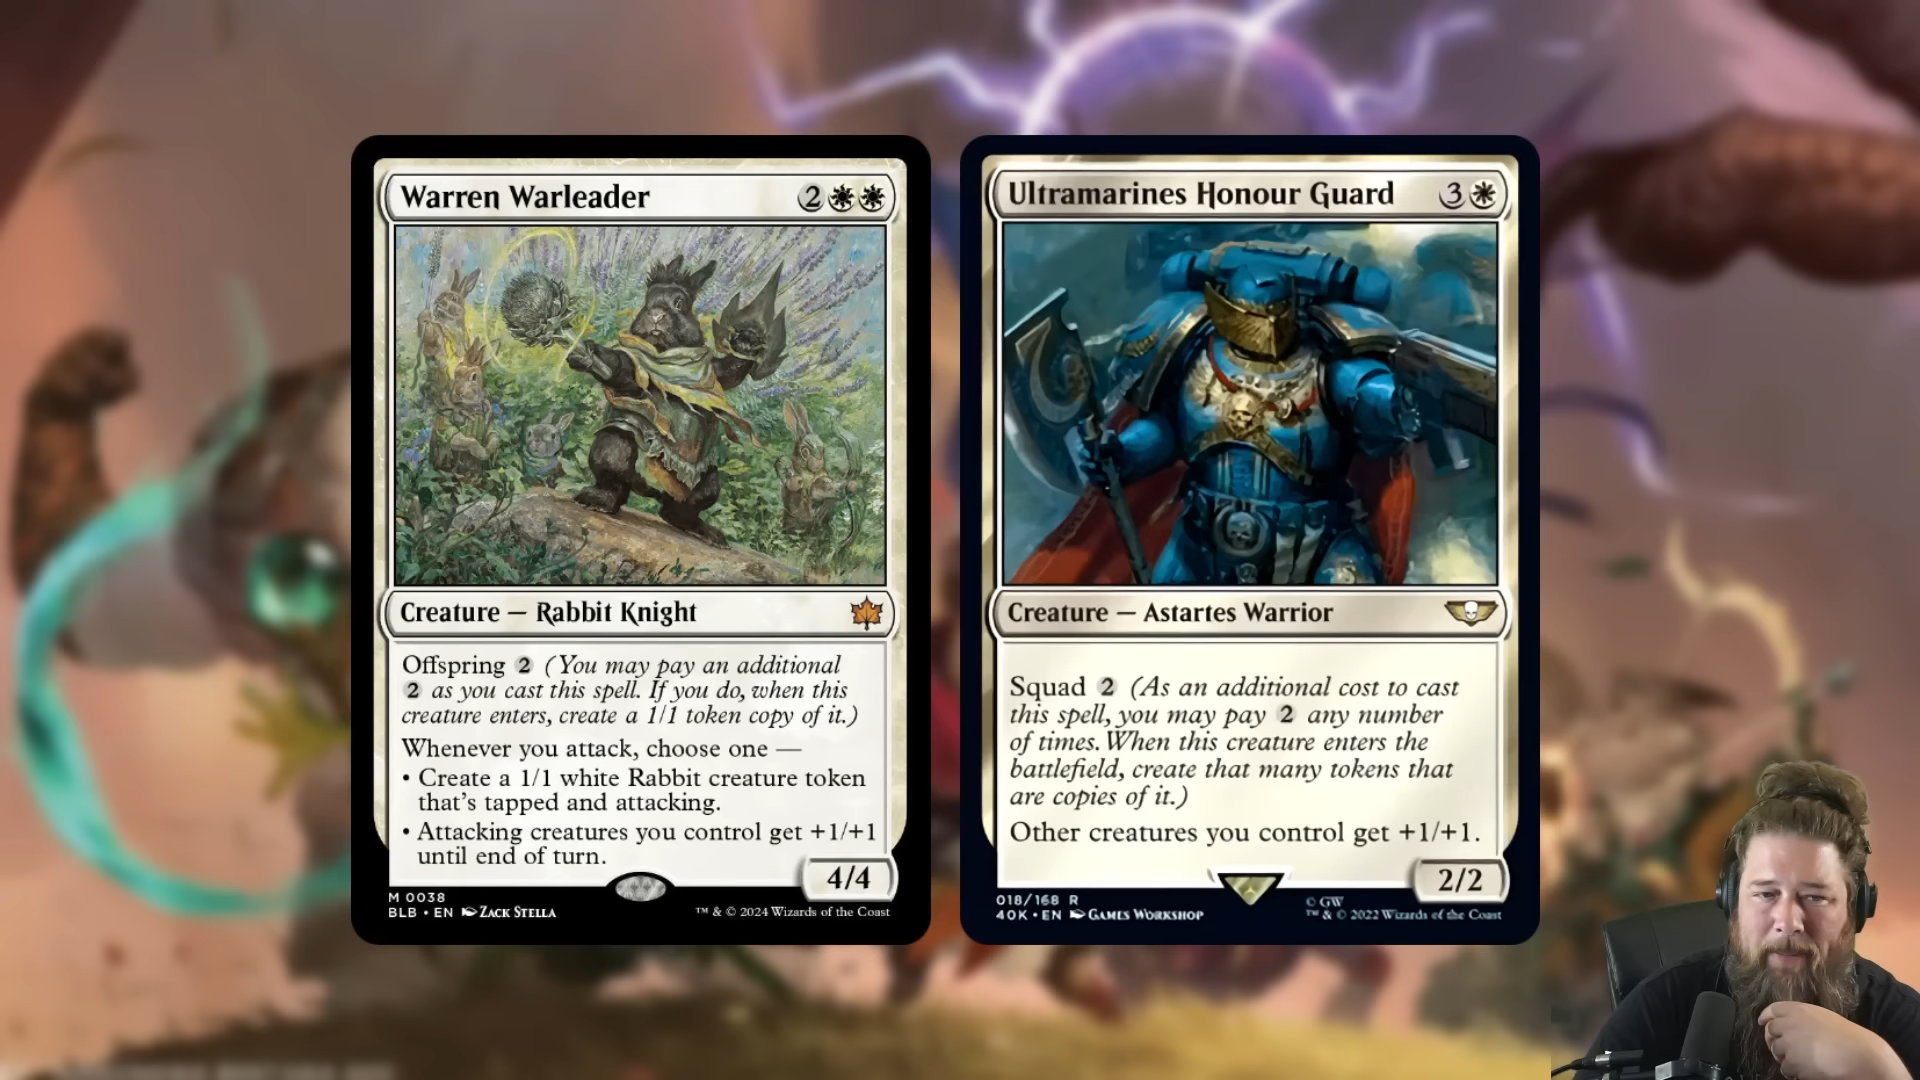 Warren Warleader 2
Creature — Rabbit Knight
Offspring 2 (You may pay an additional
2 as you cast this spell. If you do, when this
creature enters, create a 1/1 token copy of it.)
Whenever you attack, choose one —
• Create a 1/1 white Rabbit creature token
that's tapped and attacking.
• Attacking creatures you control get +1/+1
until end of turn.
4/4
M 0038
BLB • EN Zack Stella
™ & © 2024 Wizards of the Coast
Ultramarines Honour Guard 3
Creature — Astartes Warrior
Squad 2 (As an additional cost to cast
this spell, you may pay 2 any number
of times. When this creature enters the
battlefield, create that many tokens that
are copies of it.)
Other creatures you control get +1/+1.
2/2
018/168 R
40K • EN Games Workshop
© GW
™ & © 2022 Wizards of the Coast